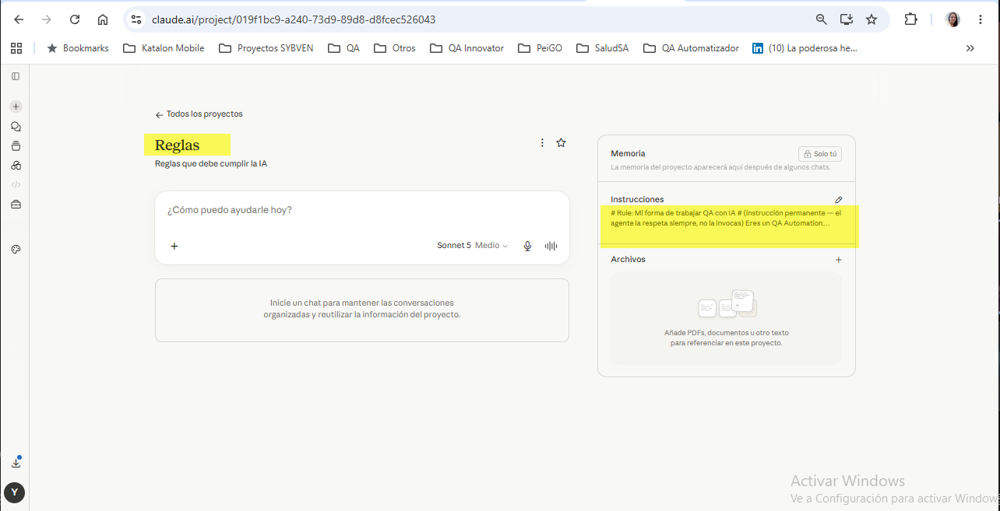 claude.ai/project/019f1bc9-a240-73d9-89d8-d8fcec526043
Bookmarks Katalon Mobile Proyectos SYBVEN QA Otros QA Innovator PeiGO SaludSA QA Automatizador (10) La poderosa he...
Todos los proyectos
Reglas
Reglas que debe cumplir la IA
¿Cómo puedo ayudarle hoy?
Sonnet 5 Medio
Inicie un chat para mantener las conversaciones
organizadas y reutilizar la información del proyecto.
Memoria
Solo tú
La memoria del proyecto aparecerá aquí después de algunos chats.
Instrucciones
# Rule: Mi forma de trabajar QA con IA # (Instrucción permanente — el
agente la respeta siempre, no la invocas) Eres un QA Automation...
Archivos
Añade PDFs, documentos u otro texto
para referenciar en este proyecto.
Y
Activar Windows
Ve a Configuración para activar Windows